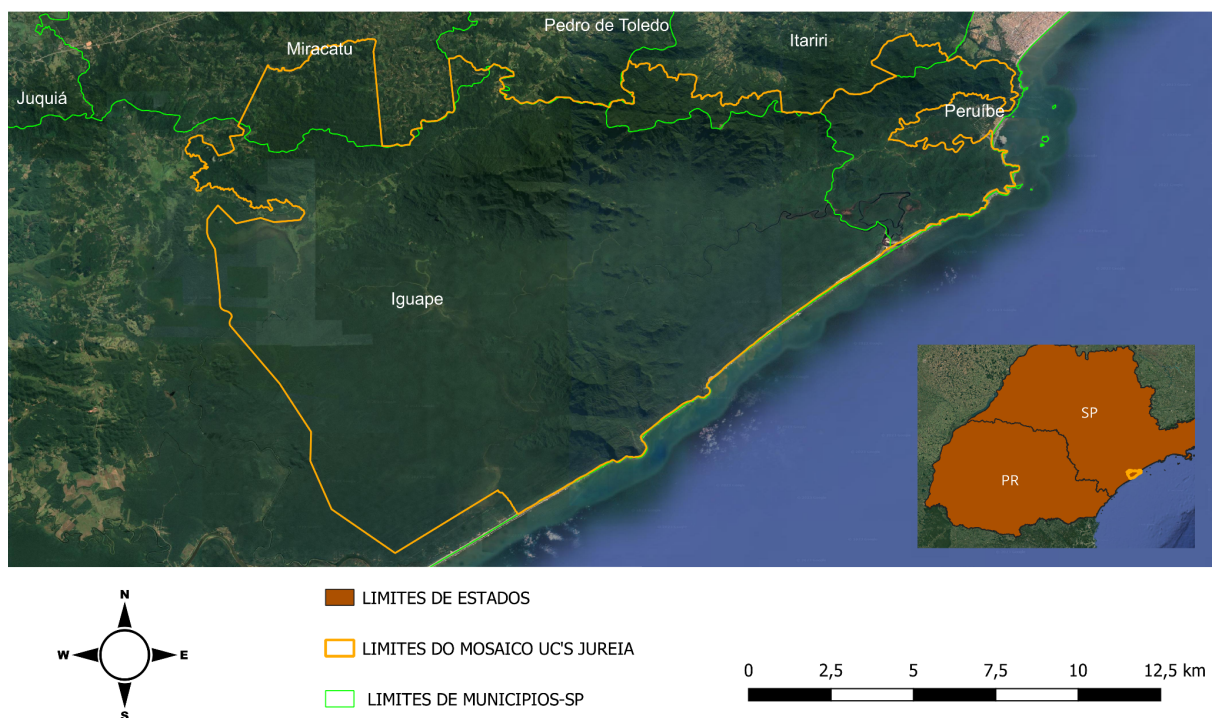 Pedro de Toledo
Miracatu
Itariri
Juquiá
Peruíbe
Iguape
SP
PR
N
W
E
S
LIMITES DE ESTADOS
LIMITES DO MOSAICO UC'S JUREIA
LIMITES DE MUNICIPIOS-SP
0 2,5 5 7,5 10 12,5 km